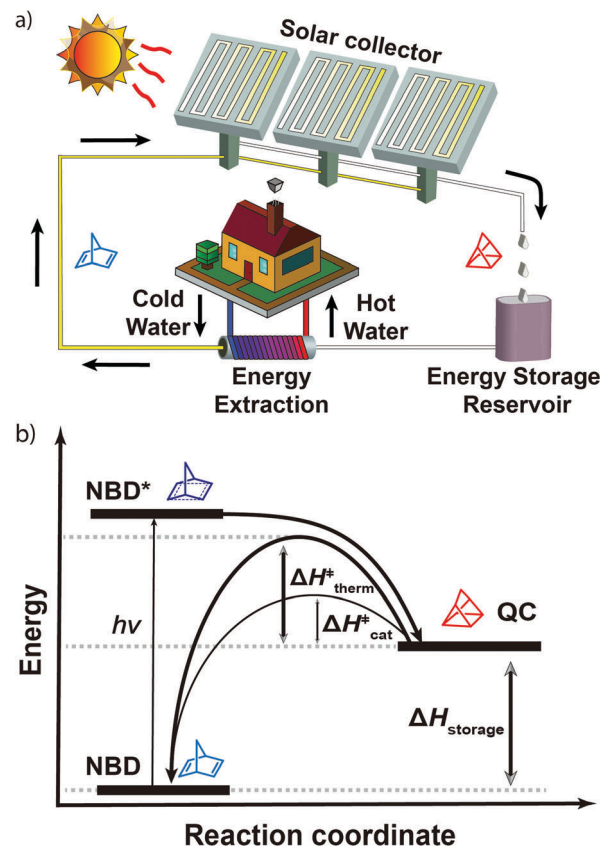 a)
Solar collector
Cold
Water
Hot
Water
Energy
Extraction
Energy Storage
Reservoir
b)
NBD*
ΔH‡therm
QC
hν
ΔH‡cat
ΔHstorage
NBD
Energy
Reaction coordinate